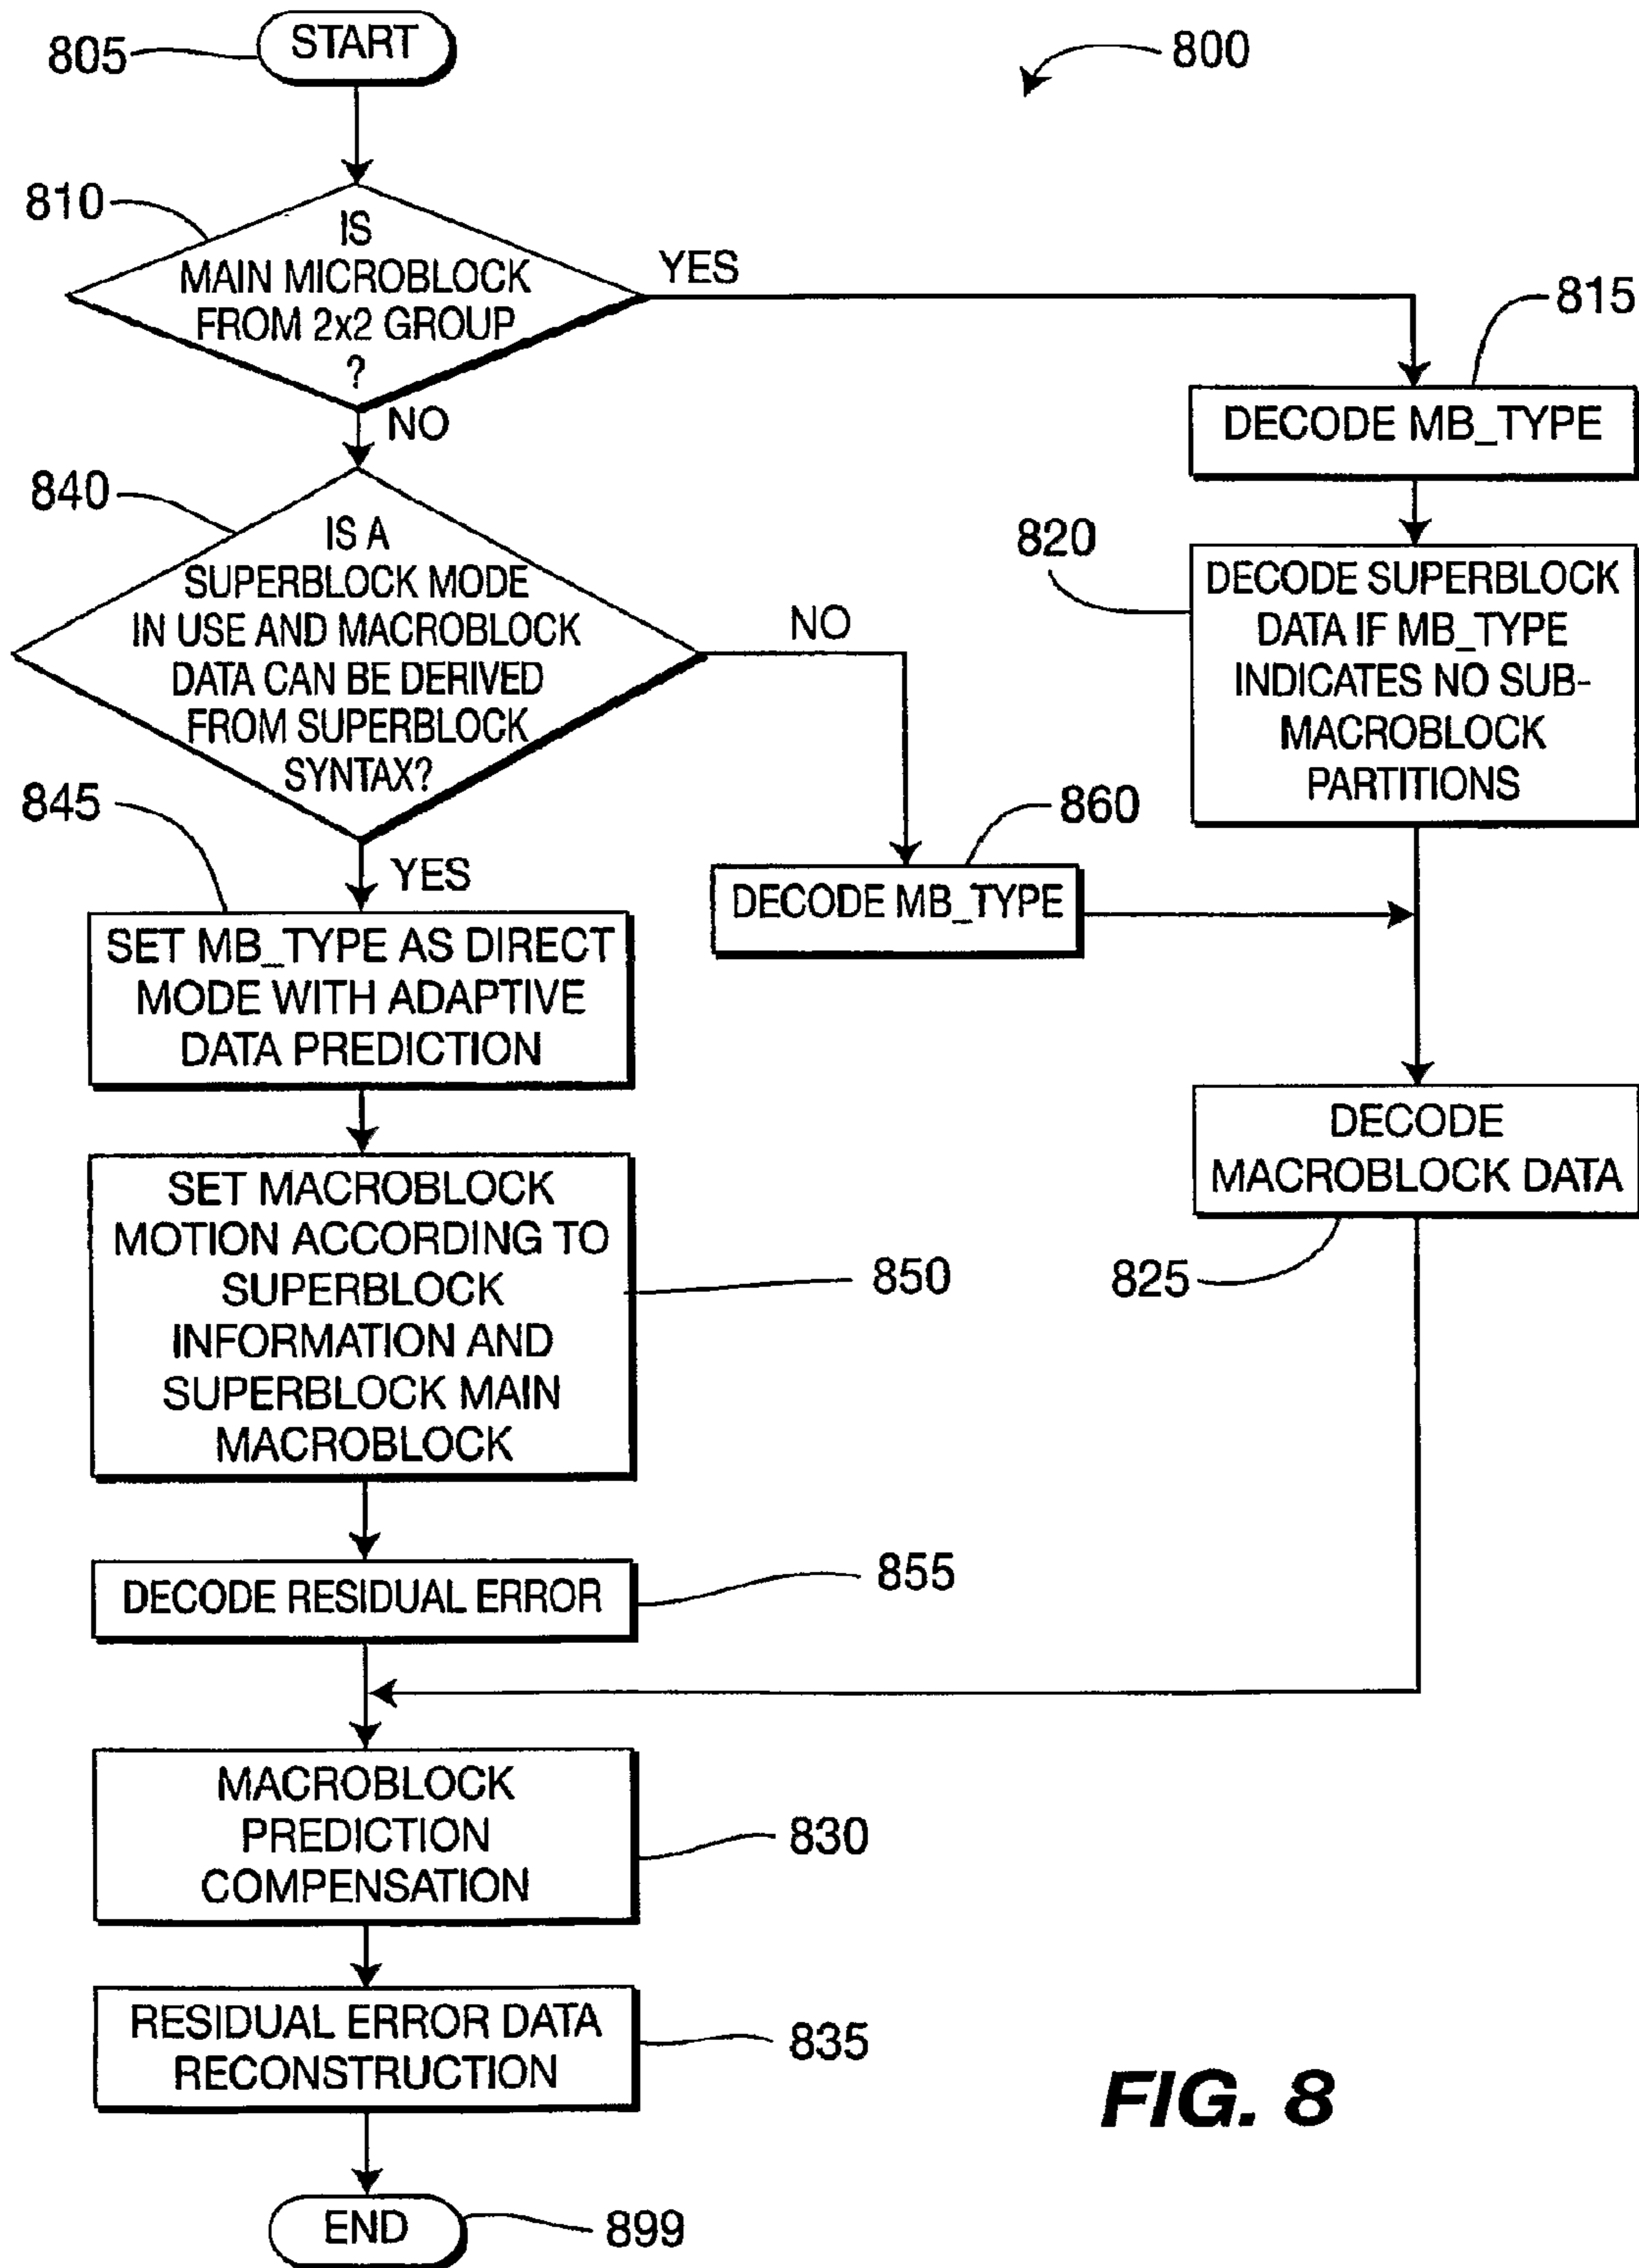 START
805
800
810
IS
MAIN MICROBLOCK
FROM 2x2 GROUP
?
YES
NO
815
DECODE MB_TYPE
840
IS A
SUPERBLOCK MODE
IN USE AND MACROBLOCK
DATA CAN BE DERIVED
FROM SUPERBLOCK
SYNTAX?
NO
YES
820
DECODE SUPERBLOCK
DATA IF MB_TYPE
INDICATES NO SUB-
MACROBLOCK
PARTITIONS
860
DECODE MB_TYPE
845
SET MB_TYPE AS DIRECT
MODE WITH ADAPTIVE
DATA PREDICTION
DECODE
MACROBLOCK DATA
825
SET MACROBLOCK
MOTION ACCORDING TO
SUPERBLOCK
INFORMATION AND
SUPERBLOCK MAIN
MACROBLOCK
850
DECODE RESIDUAL ERROR
855
MACROBLOCK
PREDICTION
COMPENSATION
830
RESIDUAL ERROR DATA
RECONSTRUCTION
835
END
899
FIG. 8